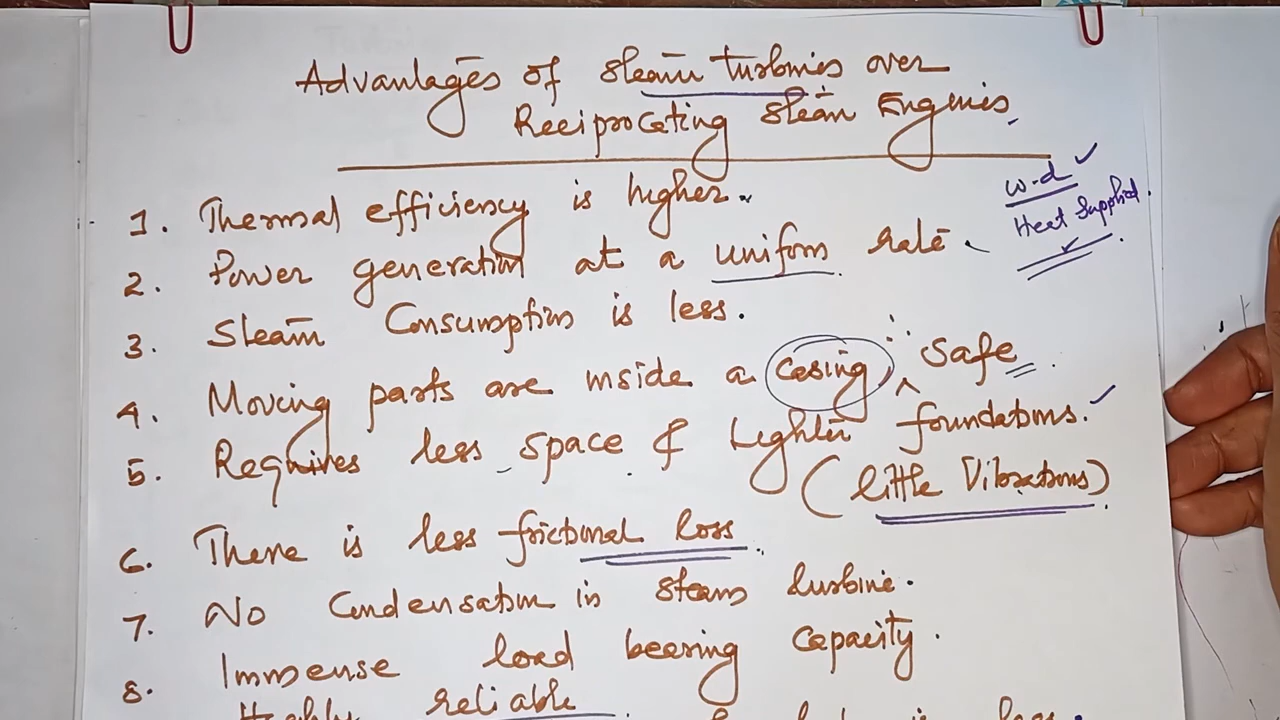 Advantages of steam turbines over
Reciprocating steam Engines,
1. Thermal efficiency is higher.
w.d
Heat Supplied.
2. Power generation at a uniform rate.
3. Steam Consumption is less.
4. Moving parts are inside a casing, ∴ Safe
5. Requires less space & lighter foundations.
(little Vibrations)
6. There is less frictional loss.
7. No Condensation in steam turbine.
8. Immense load bearing capacity.
Highly reliable